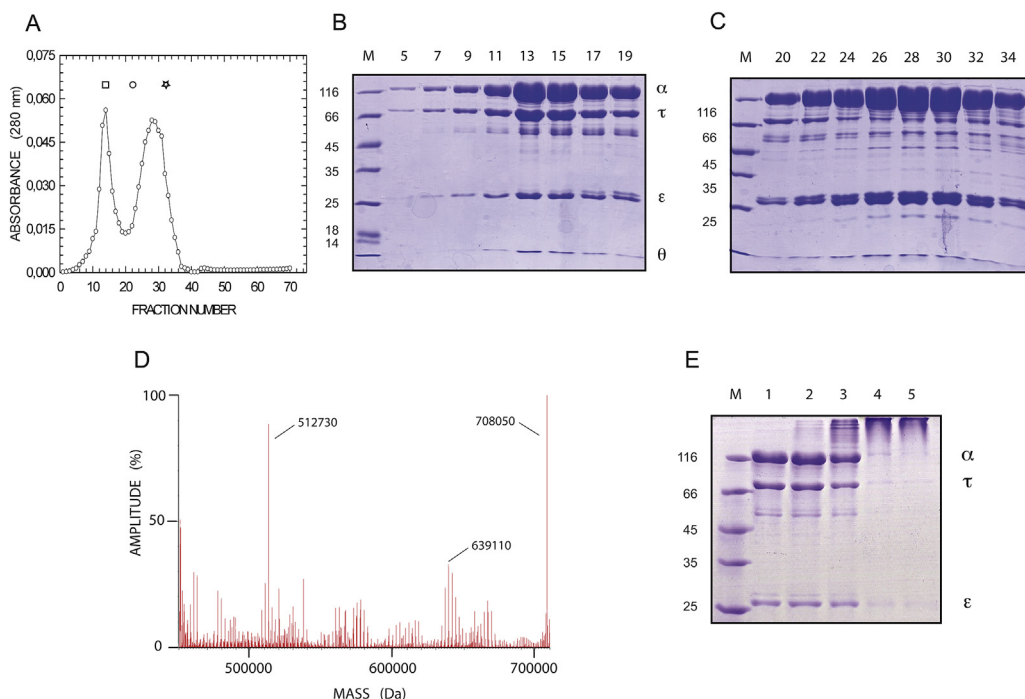 A
0,075
0,060
0,045
0,030
0,015
0,000
ABSORBANCE (280 nm)
0 10 20 30 40 50 60 70
FRACTION NUMBER
B
M 5 7 9 11 13 15 17 19
116
66
45
35
25
18
14
α
τ
ε
θ
C
M 20 22 24 26 28 30 32 34
116
66
45
35
25
D
100
50
0
AMPLITUDE (%)
512730
708050
639110
500000 600000 700000
MASS (Da)
E
M 1 2 3 4 5
116
66
45
35
25
α
τ
ε